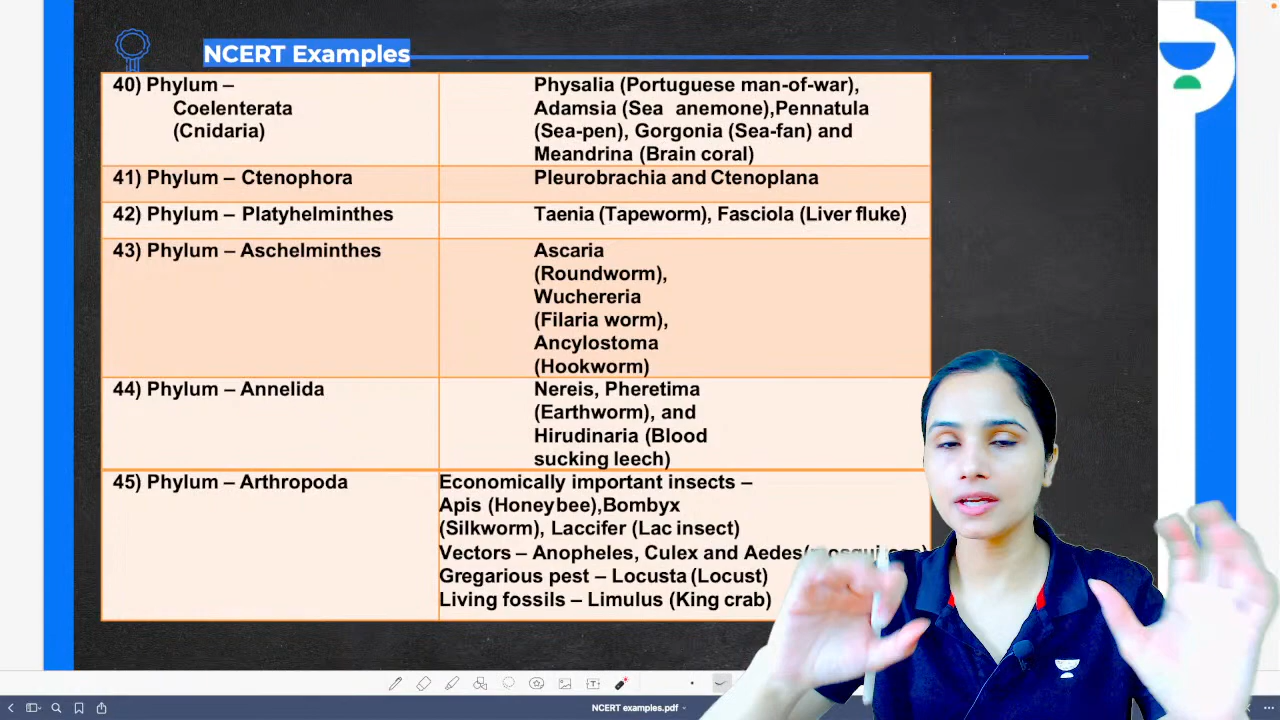 NCERT Examples
40) Phylum –
Coelenterata
(Cnidaria)
Physalia (Portuguese man-of-war),
Adamsia (Sea anemone),Pennatula
(Sea-pen), Gorgonia (Sea-fan) and
Meandrina (Brain coral)
41) Phylum – Ctenophora
Pleurobrachia and Ctenoplana
42) Phylum – Platyhelminthes
Taenia (Tapeworm), Fasciola (Liver fluke)
43) Phylum – Aschelminthes
Ascaria
(Roundworm),
Wuchereria
(Filaria worm),
Ancylostoma
(Hookworm)
44) Phylum – Annelida
Nereis, Pheretima
(Earthworm), and
Hirudinaria (Blood
sucking leech)
45) Phylum – Arthropoda
Economically important insects –
Apis (Honeybee),Bombyx
(Silkworm), Laccifer (Lac insect)
Vectors – Anopheles, Culex and Aedes
Gregarious pest – Locusta (Locust)
Living fossils – Limulus (King crab)
NCERT examples.pdf